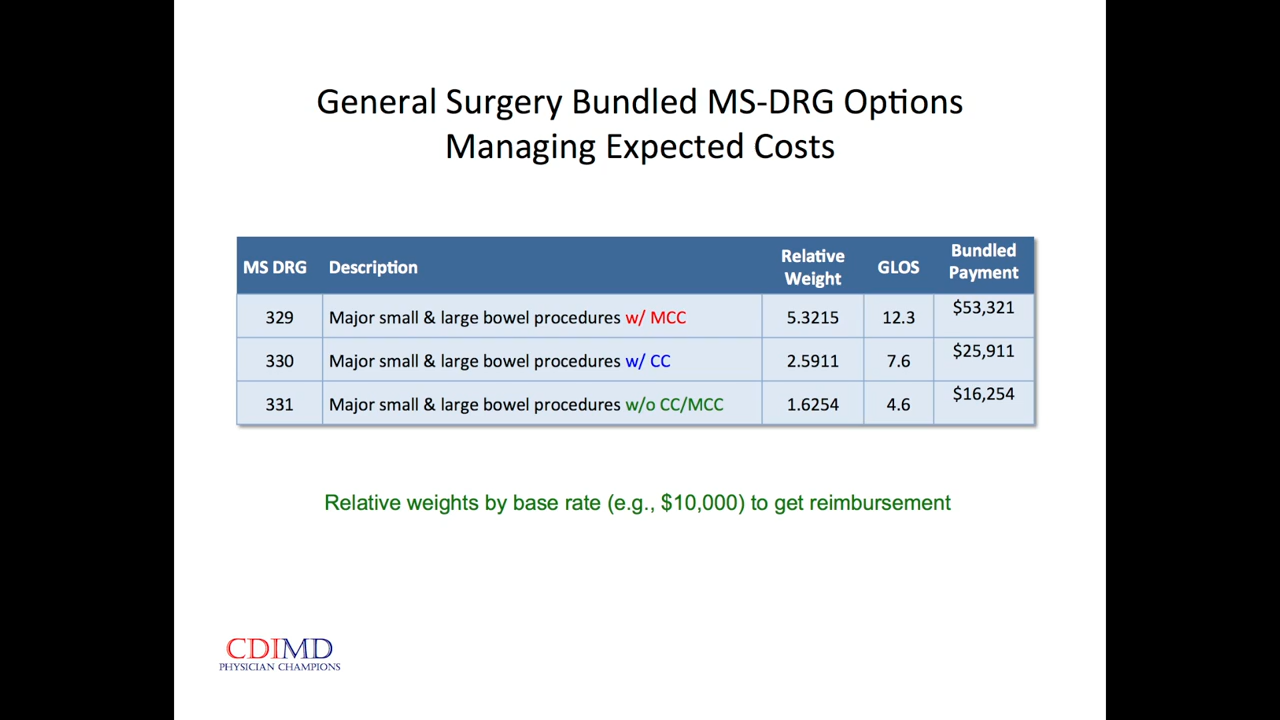 General Surgery Bundled MS-DRG Options
Managing Expected Costs
MS DRG Description Relative Weight GLOS Bundled Payment
329 Major small & large bowel procedures w/ MCC 5.3215 12.3 $53,321
330 Major small & large bowel procedures w/ CC 2.5911 7.6 $25,911
331 Major small & large bowel procedures w/o CC/MCC 1.6254 4.6 $16,254
Relative weights by base rate (e.g., $10,000) to get reimbursement
CDIMD
PHYSICIAN CHAMPIONS